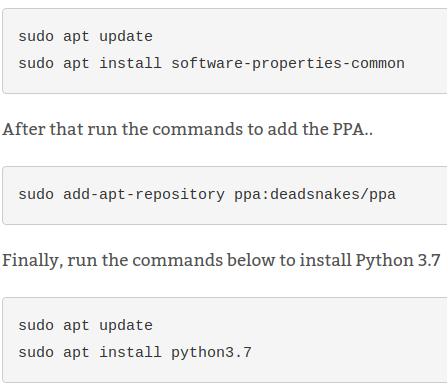 sudo apt update
sudo apt install software-properties-common
After that run the commands to add the PPA..
sudo add-apt-repository ppa:deadsnakes/ppa
Finally, run the commands below to install Python 3.7
sudo apt update
sudo apt install python3.7